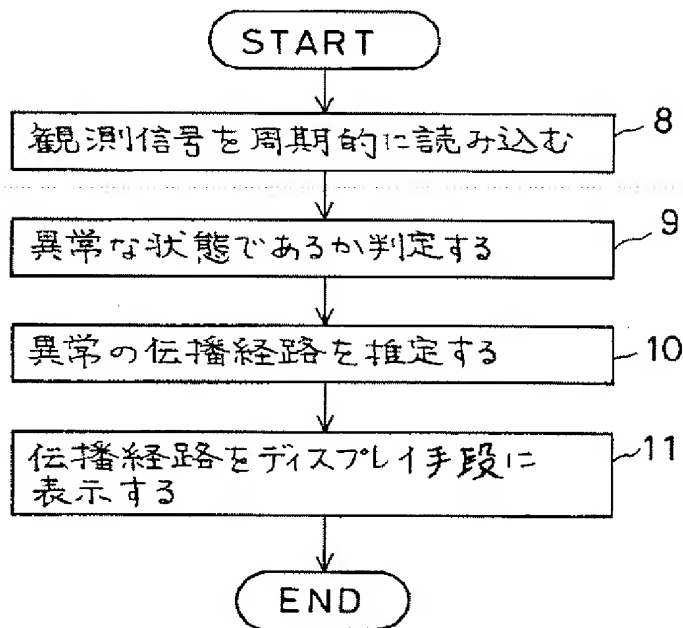 START
観測信号を周期的に読み込む
8
異常な状態であるか判定する
9
異常の伝播経路を推定する
10
伝播経路をディスプレイ手段に
表示する
11
END